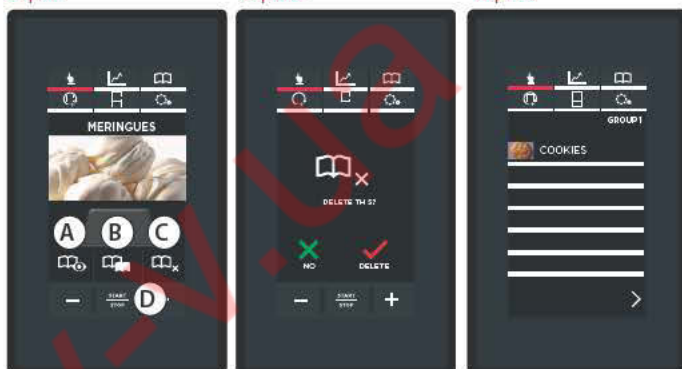 MERINGUES
A B C
START
STOP
D
DELETE TH S?
NO DELETE
START
STOP
GROUP 1
COOKIES